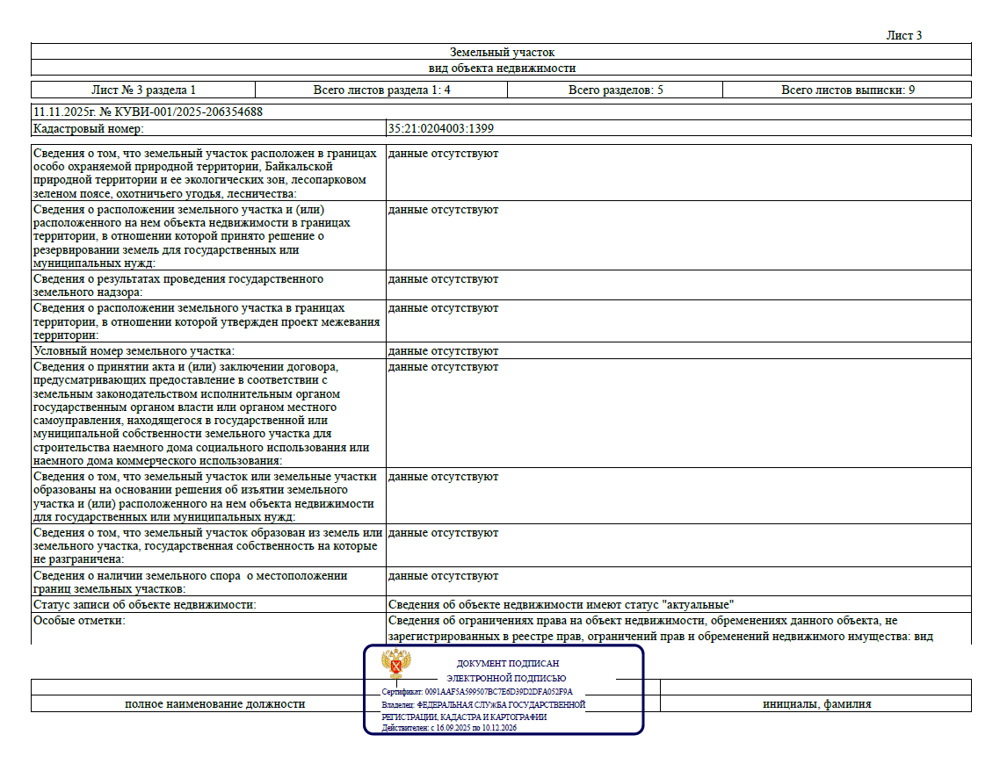 Лист 3
Земельный участок
вид объекта недвижимости
Лист № 3 раздела 1
Всего листов раздела 1: 4
Всего разделов: 5
Всего листов выписки: 9
11.11.2025г. № КУВИ-001/2025-206354688
Кадастровый номер:
35:21:0204003:1399
Сведения о том, что земельный участок расположен в границах
особо охраняемой природной территории, Байкальской
природной территории и ее экологических зон, лесопарковом
зеленом поясе, охотничьего угодья, лесничества:
данные отсутствуют
Сведения о расположении земельного участка и (или)
расположенного на нем объекта недвижимости в границах
территории, в отношении которой принято решение о
резервировании земель для государственных или
муниципальных нужд:
данные отсутствуют
Сведения о результатах проведения государственного
земельного надзора:
данные отсутствуют
Сведения о расположении земельного участка в границах
территории, в отношении которой утвержден проект межевания
территории:
данные отсутствуют
Условный номер земельного участка:
данные отсутствуют
Сведения о принятии акта и (или) заключении договора,
предусматривающих предоставление в соответствии с
земельным законодательством исполнительным органом
государственным органом власти или органом местного
самоуправления, находящегося в государственной или
муниципальной собственности земельного участка для
строительства наемного дома социального использования или
наемного дома коммерческого использования:
данные отсутствуют
Сведения о том, что земельный участок или земельные участки
образованы на основании решения об изъятии земельного
участка и (или) расположенного на нем объекта недвижимости
для государственных или муниципальных нужд:
данные отсутствуют
Сведения о том, что земельный участок образован из земель или
земельного участка, государственная собственность на которые
не разграничена:
данные отсутствуют
Сведения о наличии земельного спора о местоположении
границ земельных участков:
данные отсутствуют
Статус записи об объекте недвижимости:
Сведения об объекте недвижимости имеют статус "актуальные"
Особые отметки:
Сведения об ограничениях права на объект недвижимости, обременениях данного объекта, не
зарегистрированных в реестре прав, ограничений прав и обременений недвижимого имущества: вид
ДОКУМЕНТ ПОДПИСАН
ЭЛЕКТРОННОЙ ПОДПИСЬЮ
Сертификат: 0091AAF5A599507BC7E6D39D2DFA052F9A
Владелец: ФЕДЕРАЛЬНАЯ СЛУЖБА ГОСУДАРСТВЕННОЙ
РЕГИСТРАЦИИ, КАДАСТРА И КАРТОГРАФИИ
Действителен: с 16.09.2025 по 10.12.2026
полное наименование должности
инициалы, фамилия